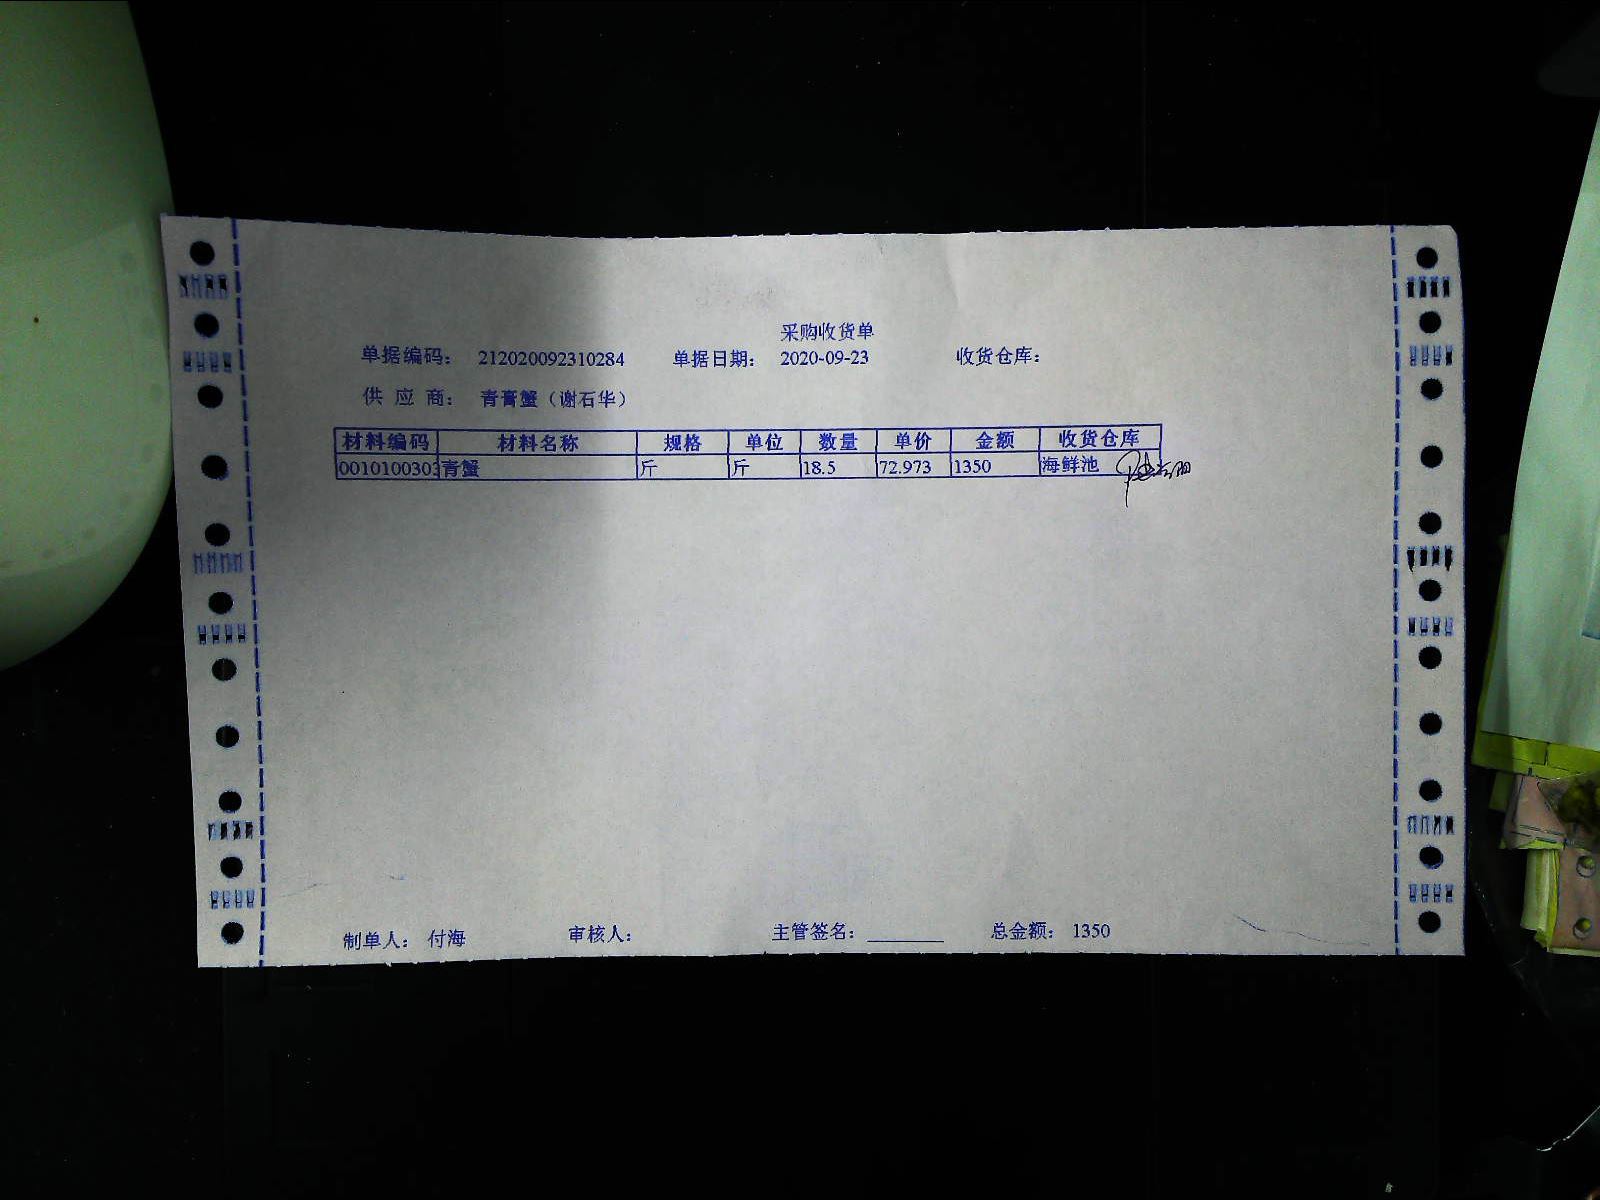 采购收货单
单据编码： 212020092310284 单据日期： 2020-09-23 收货仓库：
供 应 商： 青膏蟹（谢石华）
材料编码 材料名称 规格 单位 数量 单价 金额 收货仓库
0010100303 青蟹 斤 斤 18.5 72.973 1350 海鲜池
制单人： 付海 审核人： 主管签名： 总金额： 1350